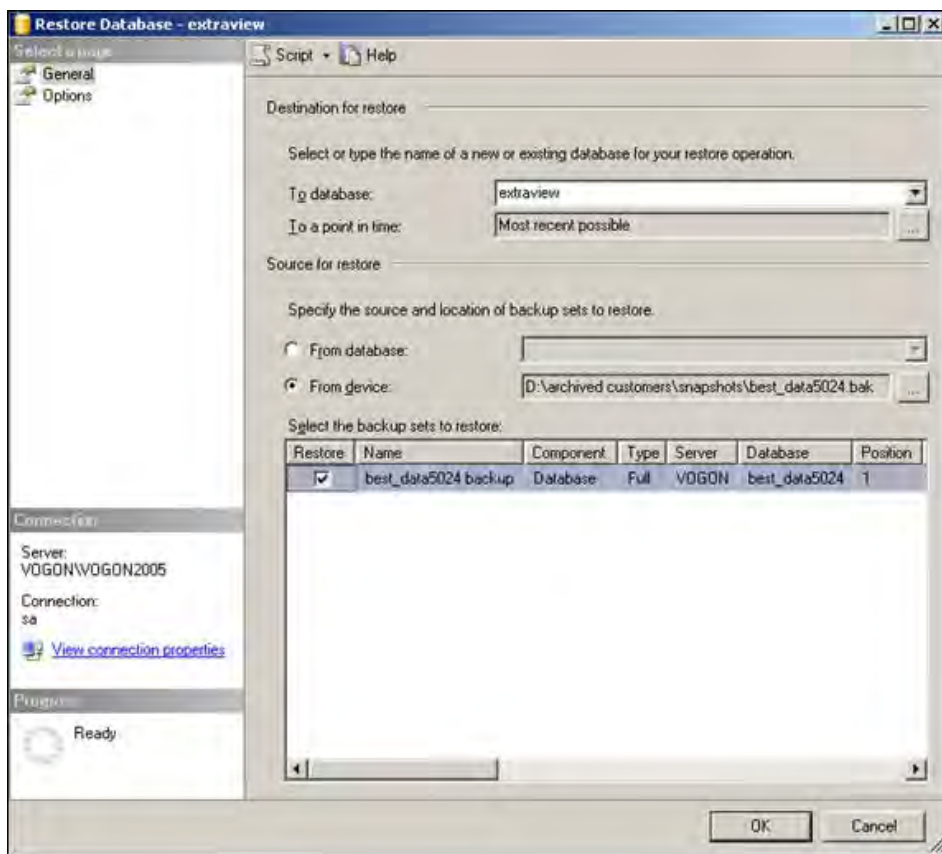 Restore Database - extraview
Select a page
General
Options
Script
Help
Destination for restore
Select or type the name of a new or existing database for your restore operation.
To database:
extraview
To a point in time:
Most recent possible
...
Source for restore
Specify the source and location of backup sets to restore.
From database:
From device:
D:\archived customers\snapshots\best_data5024.bak
...
Select the backup sets to restore:
Restore Name Component Type Server Database Position
best_data5024 backup Database Full VOGON best_data5024 1
Connection
Server:
VOGON\VOGON2005
Connection:
sa
View connection properties
Progress
Ready
OK
Cancel